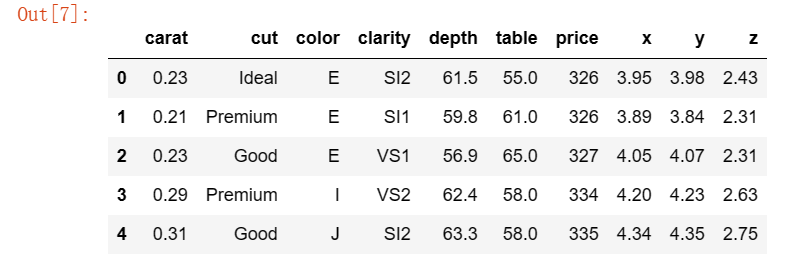 Out[7]:
carat cut color clarity depth table price x y z
0 0.23 Ideal E SI2 61.5 55.0 326 3.95 3.98 2.43
1 0.21 Premium E SI1 59.8 61.0 326 3.89 3.84 2.31
2 0.23 Good E VS1 56.9 65.0 327 4.05 4.07 2.31
3 0.29 Premium I VS2 62.4 58.0 334 4.20 4.23 2.63
4 0.31 Good J SI2 63.3 58.0 335 4.34 4.35 2.75